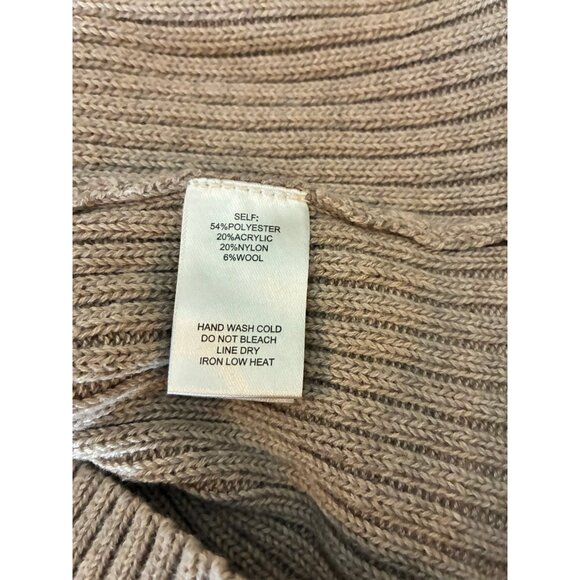 SELF:
54%POLYESTER
20%ACRYLIC
20%NYLON
6%WOOL
HAND WASH COLD
DO NOT BLEACH
LINE DRY
IRON LOW HEAT